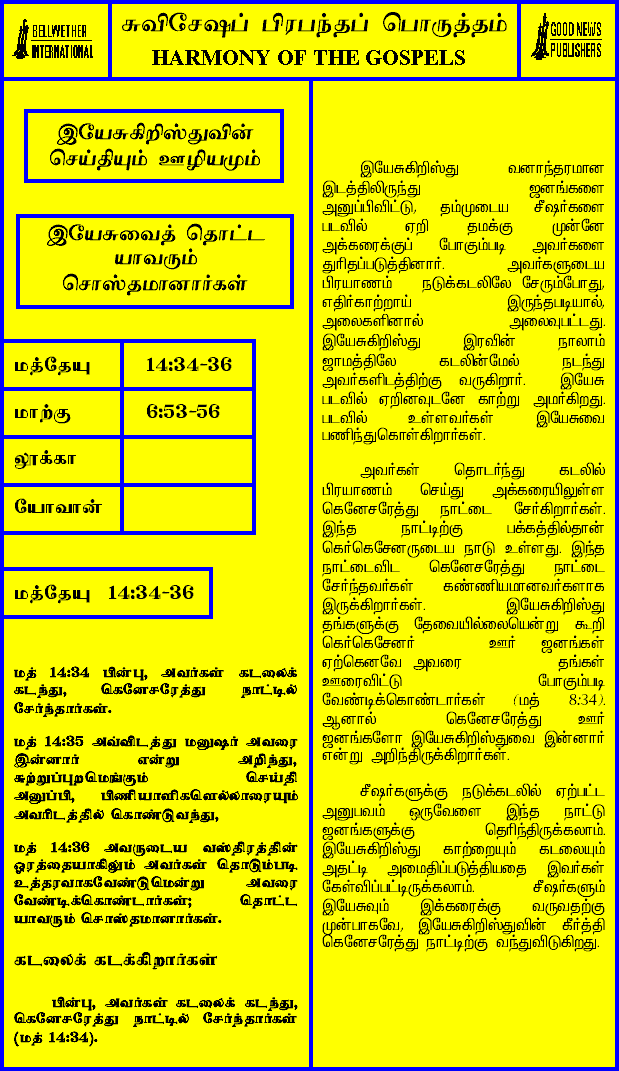 BELLWETHER
INTERNATIONAL
சுவிசேஷப் பிரபந்தப் பொருத்தம்
HARMONY OF THE GOSPELS
GOOD NEWS
PUBLISHERS
இயேசுகிறிஸ்துவின்
செய்தியும் ஊழியமும்
இயேசுவைத் தொட்ட
யாவரும்
சொஸ்தமானார்கள்
மத்தேயு 14:34-36
மாற்கு 6:53-56
லூக்கா
யோவான்
மத்தேயு 14:34-36
மத் 14:34 பின்பு, அவர்கள் கடலைக்
கடந்து, கெனேசரேத்து நாட்டில்
சேர்ந்தார்கள்.
மத் 14:35 அவ்விடத்து மனுஷர் அவரை
இன்னார் என்று அறிந்து,
சுற்றுப்புறமெங்கும் செய்தி
அனுப்பி, பிணியாளிகளெல்லாரையும்
அவரிடத்தில் கொண்டுவந்து,
மத் 14:36 அவருடைய வஸ்திரத்தின்
ஓரத்தையாகிலும் அவர்கள் தொடும்படி
உத்தரவாகவேண்டுமென்று அவரை
வேண்டிக்கொண்டார்கள்; தொட்ட
யாவரும் சொஸ்தமானார்கள்.
கடலைக் கடக்கிறார்கள்
பின்பு, அவர்கள் கடலைக் கடந்து,
கெனேசரேத்து நாட்டில் சேர்ந்தார்கள்
(மத் 14:34).
இயேசுகிறிஸ்து வனாந்தரமான
இடத்திலிருந்து ஜனங்களை
அனுப்பிவிட்டு, தம்முடைய சீஷர்களை
படவில் ஏறி தமக்கு முன்னே
அக்கரைக்குப் போகும்படி அவர்களை
துரிதப்படுத்தினார். அவர்களுடைய
பிரயாணம் நடுக்கடலிலே சேரும்போது,
எதிர்காற்றாய் இருந்தபடியால்,
அலைகளினால் அலைவுபட்டது.
இயேசுகிறிஸ்து இரவின் நாலாம்
ஜாமத்திலே கடலின்மேல் நடந்து
அவர்களிடத்திற்கு வருகிறார். இயேசு
படவில் ஏறினவுடனே காற்று அமர்கிறது.
படவில் உள்ளவர்கள் இயேசுவை
பணிந்துகொள்கிறார்கள்.
அவர்கள் தொடர்ந்து கடலில்
பிரயாணம் செய்து அக்கரையிலுள்ள
கெனேசரேத்து நாட்டை சேர்கிறார்கள்.
இந்த நாட்டிற்கு பக்கத்தில்தான்
கெர்கெசேனருடைய நாடு உள்ளது. இந்த
நாட்டைவிட கெனேசரேத்து நாட்டை
சேர்ந்தவர்கள் கண்ணியமானவர்களாக
இருக்கிறார்கள். இயேசுகிறிஸ்து
தங்களுக்கு தேவையில்லையென்று கூறி
கெர்கெசேனர் ஊர் ஜனங்கள்
ஏற்கெனவே அவரை தங்கள்
ஊரைவிட்டு போகும்படி
வேண்டிக்கொண்டார்கள் (மத் 8:34).
ஆனால் கெனேசரேத்து ஊர்
ஜனங்களோ இயேசுகிறிஸ்துவை இன்னார்
என்று அறிந்திருக்கிறார்கள்.
சீஷர்களுக்கு நடுக்கடலில் ஏற்பட்ட
அனுபவம் ஒருவேளை இந்த நாட்டு
ஜனங்களுக்கு தெரிந்திருக்கலாம்.
இயேசுகிறிஸ்து காற்றையும் கடலையும்
அதட்டி அமைதிப்படுத்தியதை இவர்கள்
கேள்விப்பட்டிருக்கலாம். சீஷர்களும்
இயேசுவும் இக்கரைக்கு வருவதற்கு
முன்பாகவே, இயேசுகிறிஸ்துவின் கீர்த்தி
கெனேசரேத்து நாட்டிற்கு வந்துவிடுகிறது.